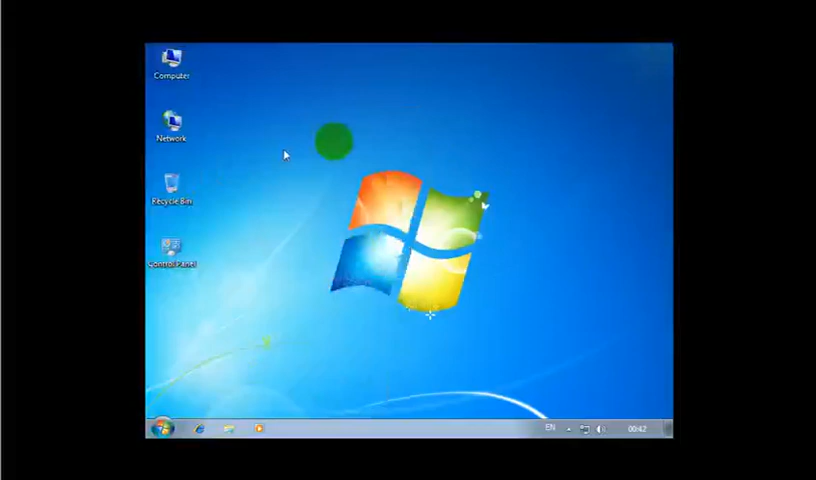 Computer
Network
Recycle Bin
Control Panel
EN
00:42